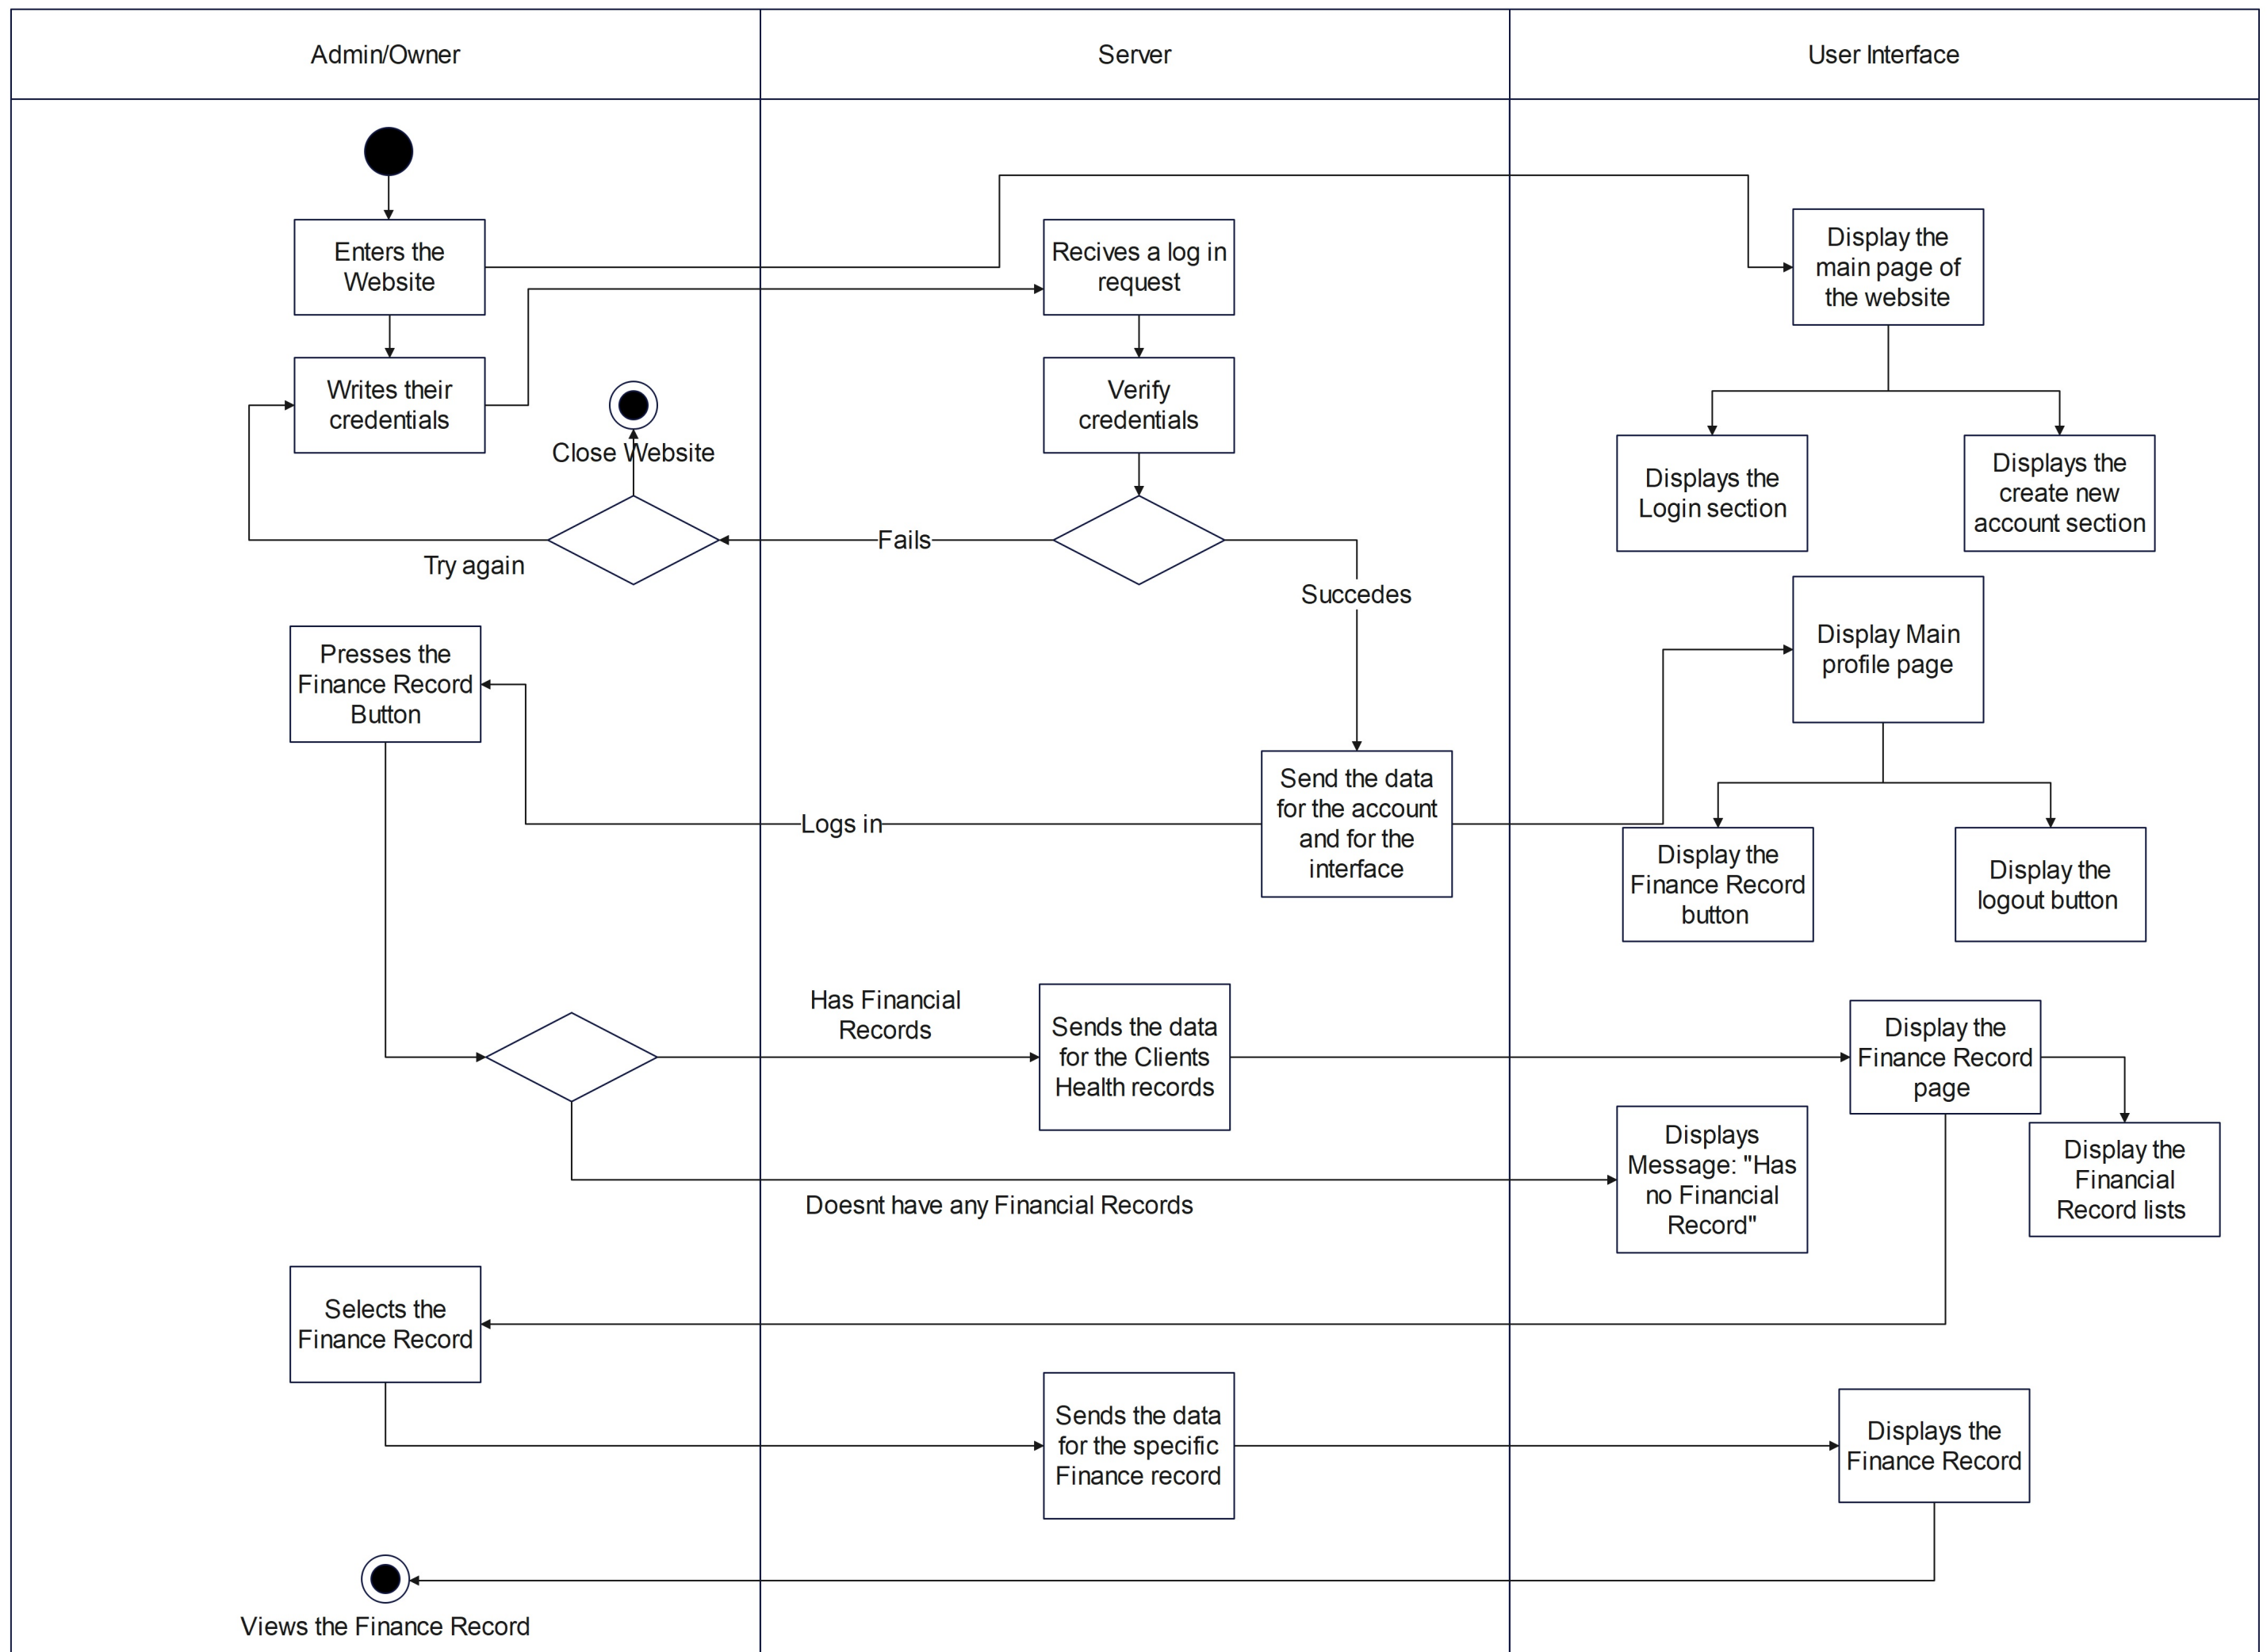 Admin/Owner
Server
User Interface
Enters the
Website
Recives a log in
request
Display the
main page of
the website
Writes their
credentials
Close Website
Verify
credentials
Displays the
Login section
Displays the
create new
account section
Try again
Fails
Succedes
Presses the
Finance Record
Button
Display Main
profile page
Logs in
Send the data
for the account
and for the
interface
Display the
Finance Record
button
Display the
logout button
Has Financial
Records
Sends the data
for the Clients
Health records
Display the
Finance Record
page
Displays
Message: "Has
no Financial
Record"
Display the
Financial
Record lists
Doesnt have any Financial Records
Selects the
Finance Record
Sends the data
for the specific
Finance record
Displays the
Finance Record
Views the Finance Record